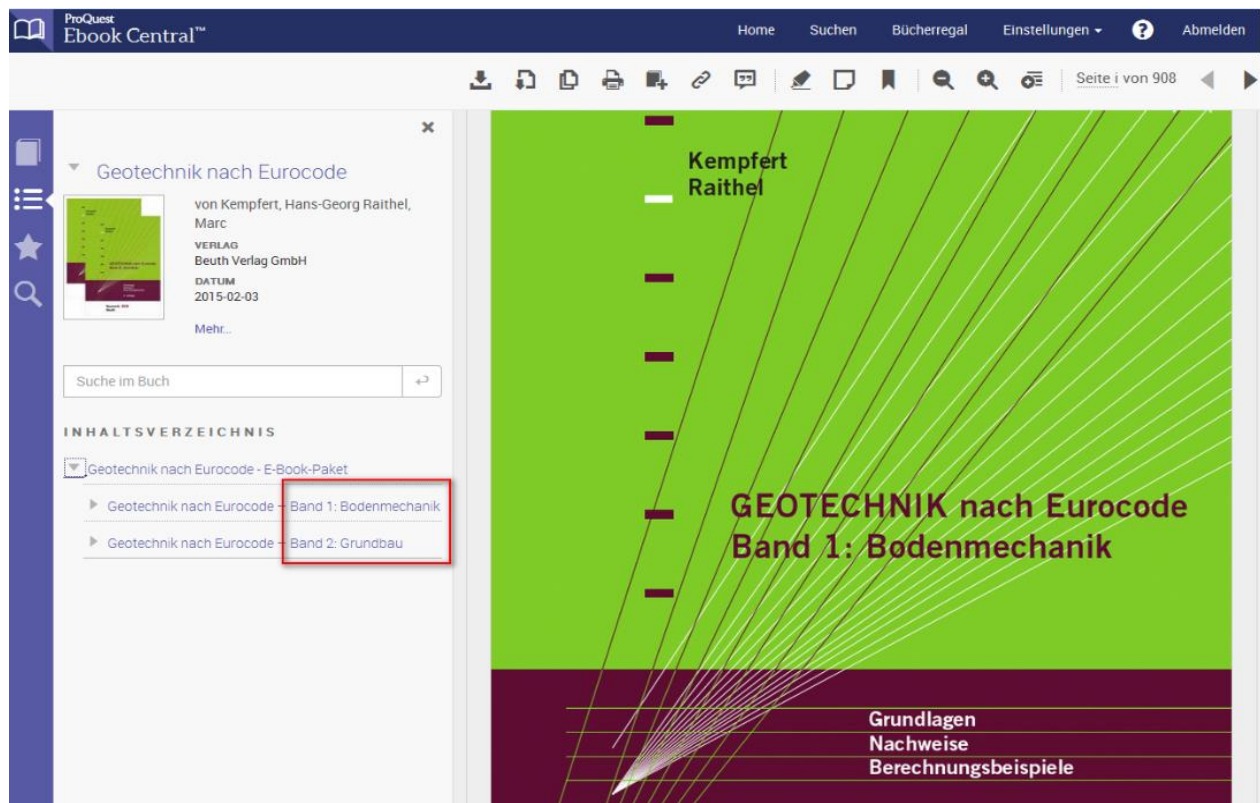 ProQuest
Ebook Central™
Home Suchen Bücherregal Einstellungen Abmelden
Seite i von 908
Geotechnik nach Eurocode
von Kempfert, Hans-Georg Raithel,
Marc
VERLAG
Beuth Verlag GmbH
DATUM
2015-02-03
Mehr...
Suche im Buch
INHALTSVERZEICHNIS
Geotechnik nach Eurocode - E-Book-Paket
Geotechnik nach Eurocode – Band 1: Bodenmechanik
Geotechnik nach Eurocode – Band 2: Grundbau
Kempfert
Raithel
GEOTECHNIK nach Eurocode
Band 1: Bodenmechanik
Grundlagen
Nachweise
Berechnungsbeispiele